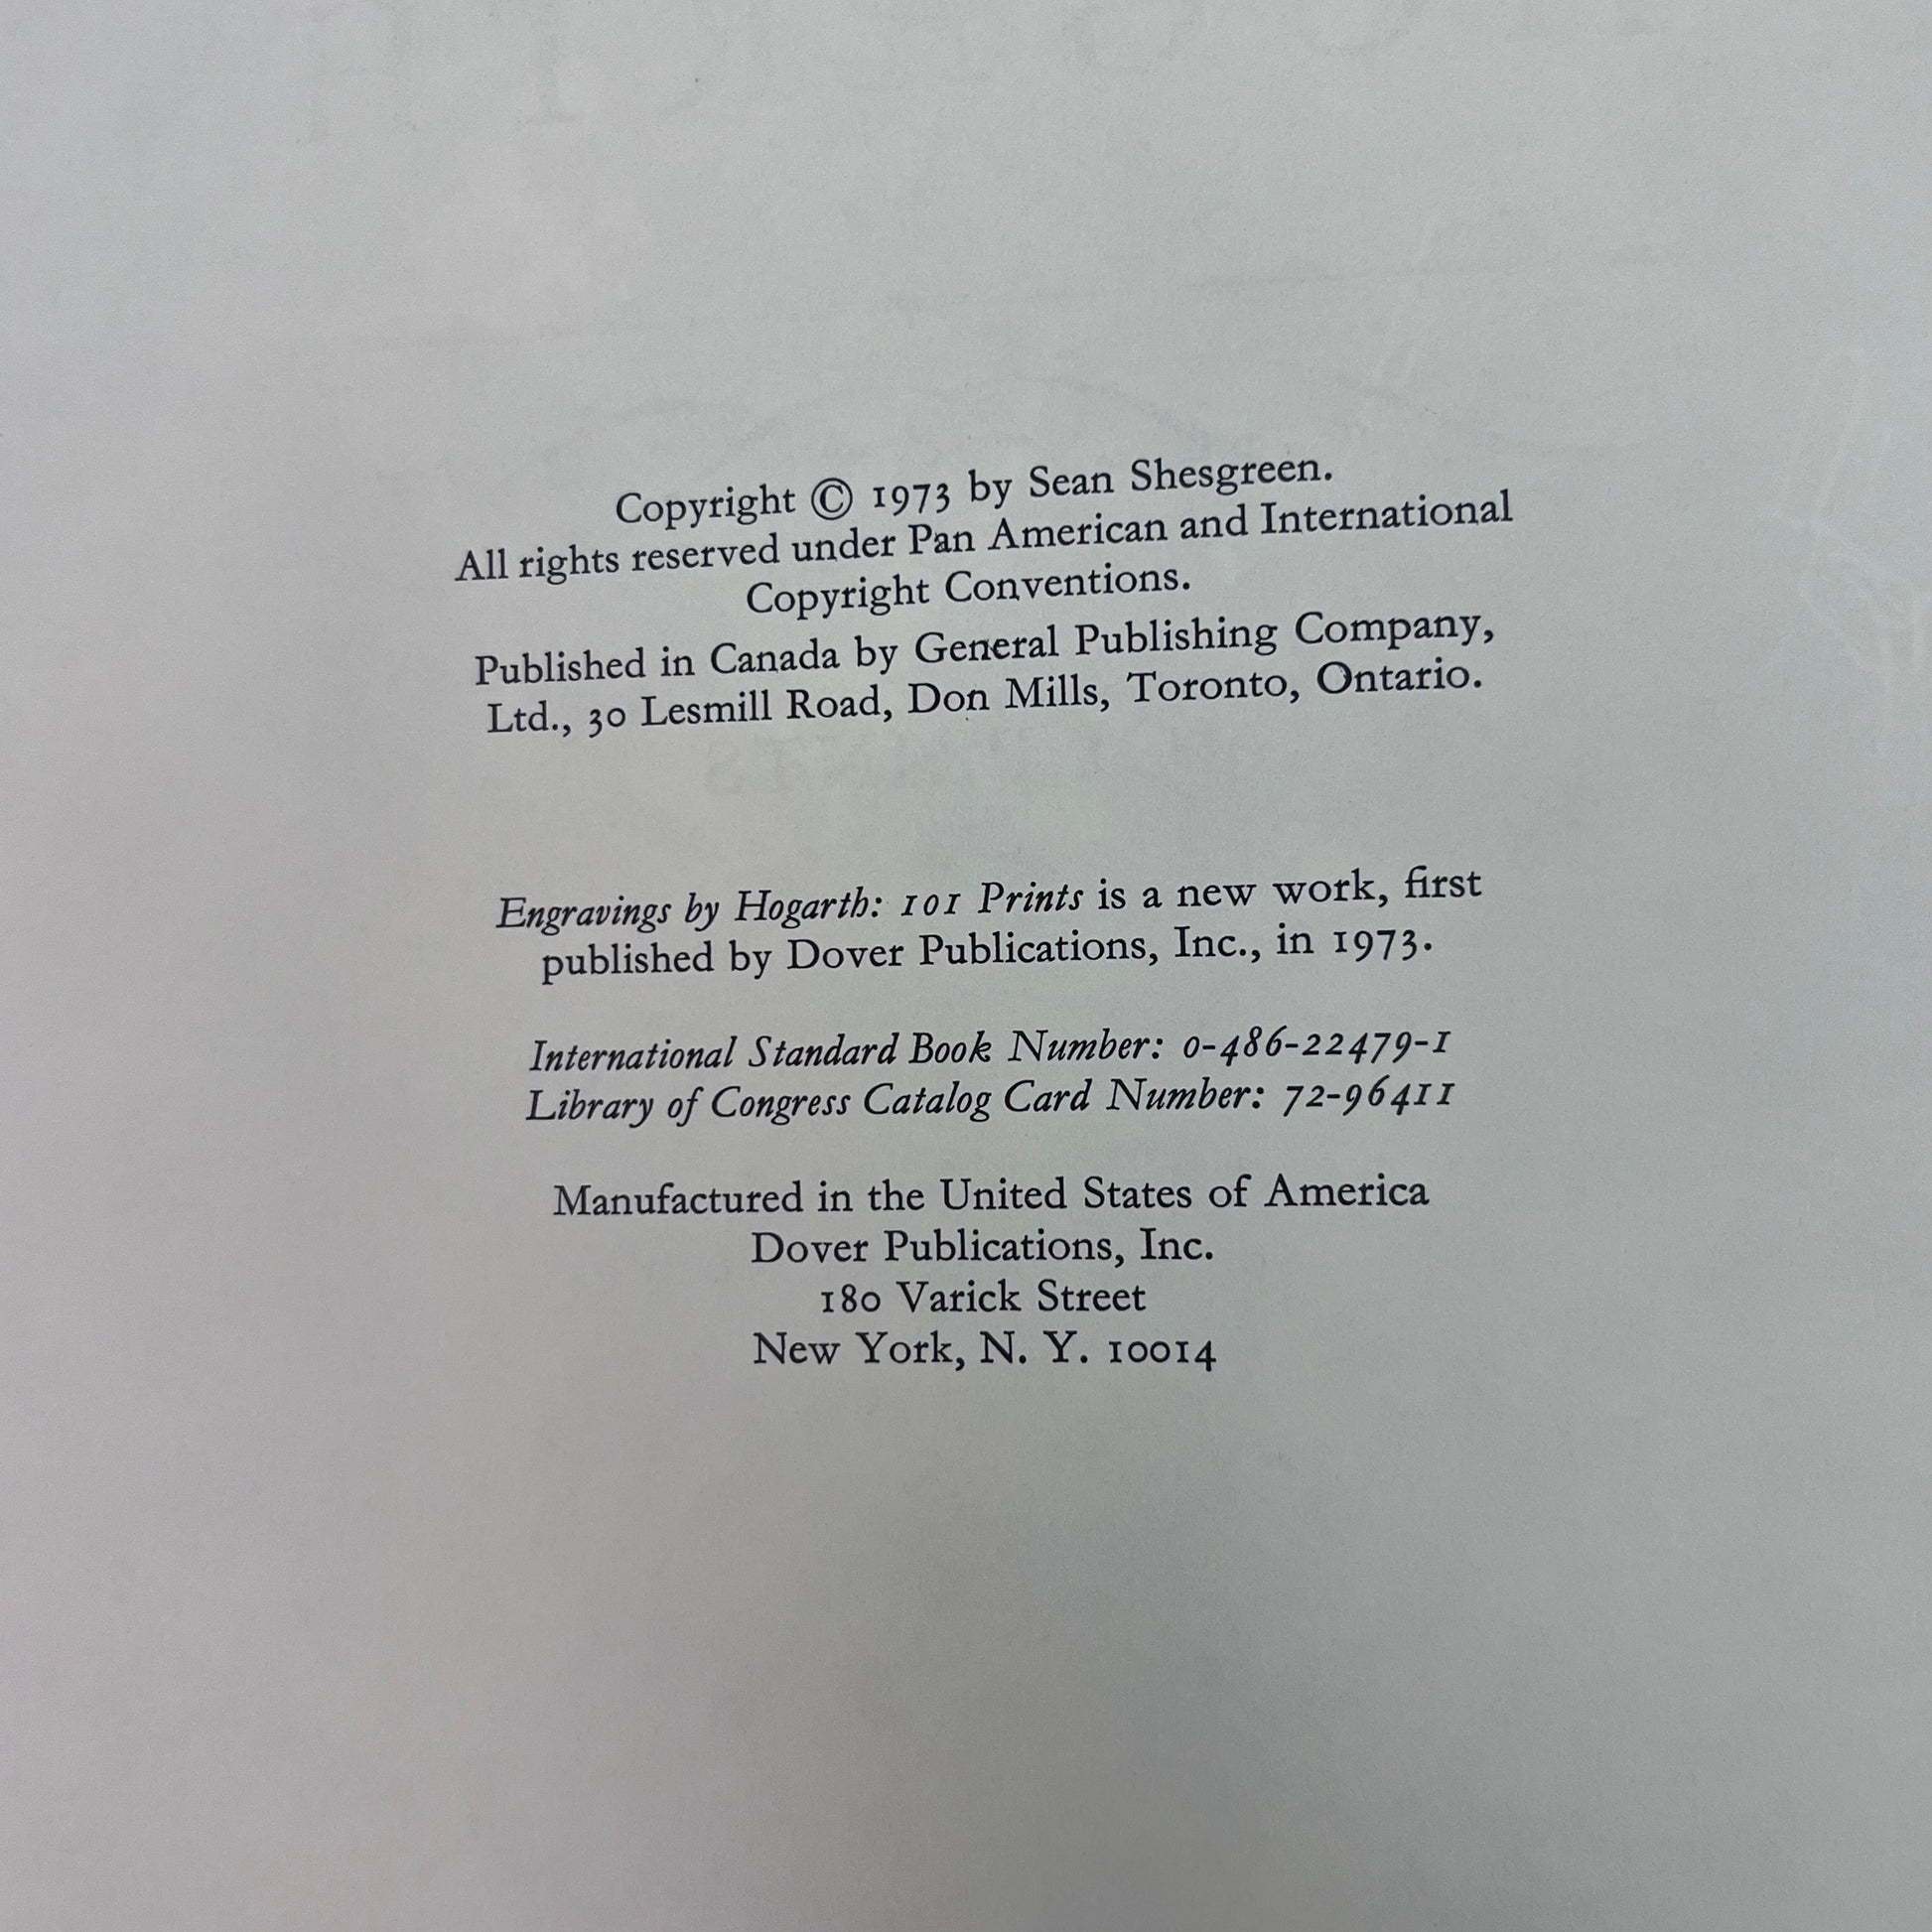 Copyright © 1973 by Sean Shesgreen.
All rights reserved under Pan American and International
Copyright Conventions.
Published in Canada by General Publishing Company,
Ltd., 30 Lesmill Road, Don Mills, Toronto, Ontario.
Engravings by Hogarth: 101 Prints is a new work, first
published by Dover Publications, Inc., in 1973.
International Standard Book Number: 0-486-22479-1
Library of Congress Catalog Card Number: 72-96411
Manufactured in the United States of America
Dover Publications, Inc.
180 Varick Street
New York, N. Y. 10014